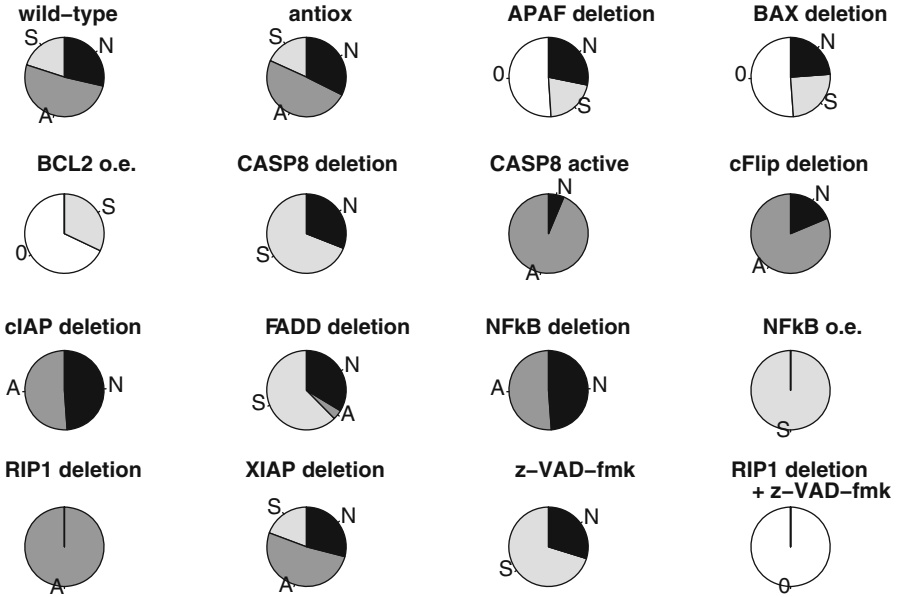 wild−type
antiox
APAF deletion
BAX deletion
S
N
A
S
N
A
0
N
S
0
N
S
BCL2 o.e.
CASP8 deletion
CASP8 active
cFlip deletion
S
0
N
S
N
A
N
A
cIAP deletion
FADD deletion
NFkB deletion
NFkB o.e.
A
N
N
S
A
A
N
S
RIP1 deletion
XIAP deletion
z−VAD−fmk
RIP1 deletion
+ z−VAD−fmk
A
S
N
A
N
S
0